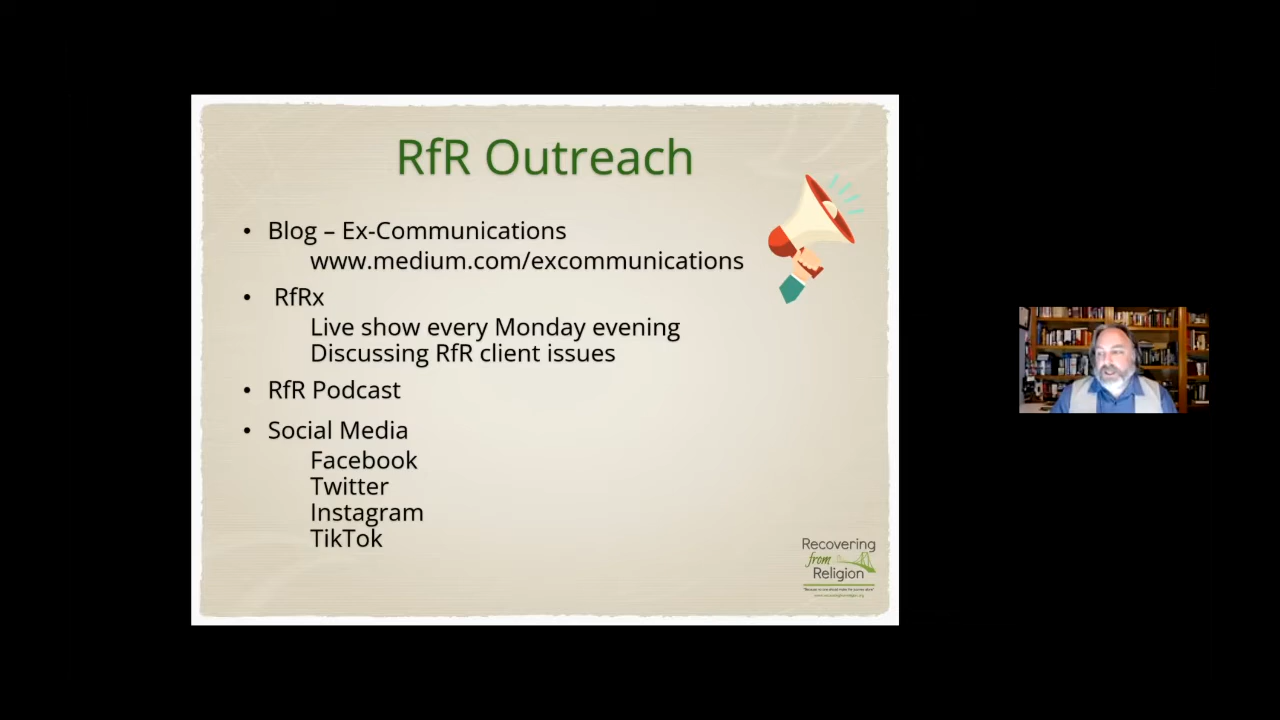 RfR Outreach
• Blog – Ex-Communications
www.medium.com/excommunications
• RfRx
Live show every Monday evening
Discussing RfR client issues
• RfR Podcast
• Social Media
Facebook
Twitter
Instagram
TikTok
Recovering
from
Religion